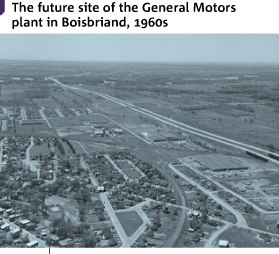 The future site of the General Motors
plant in Boisbriand, 1960s